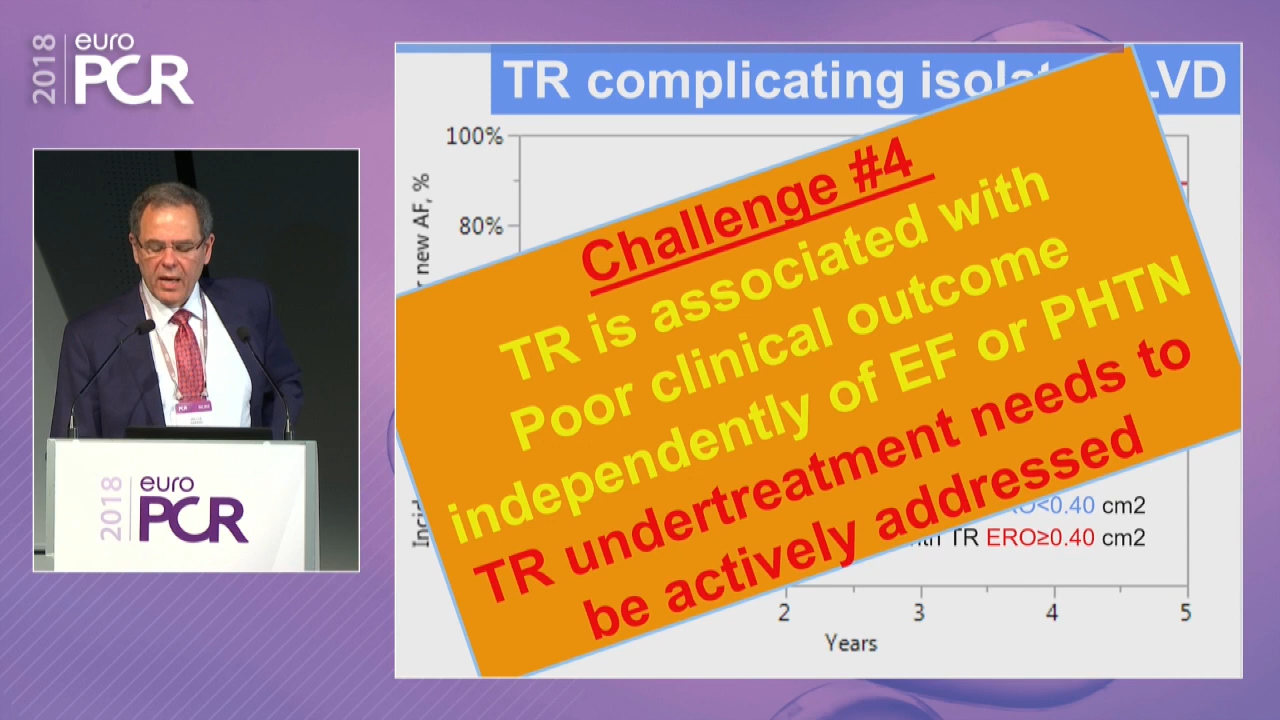 2018 euro
PCR
TR complicating isola LVD
100%
80%
new AF, %
Challenge #4
TR is associated with
Poor clinical outcome
independently of EF or PHTN
TR undertreatment needs to
be actively addressed
<0.40 cm2
TR ERO≥0.40 cm2
2 3 4 5
Years
2018 euro
PCR